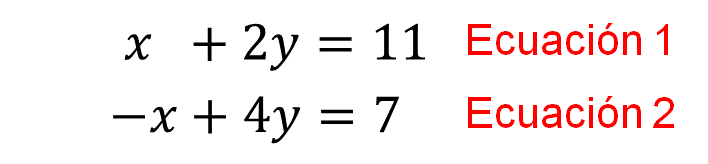 x + 2y = 11 Ecuación 1
−x + 4y = 7 Ecuación 2